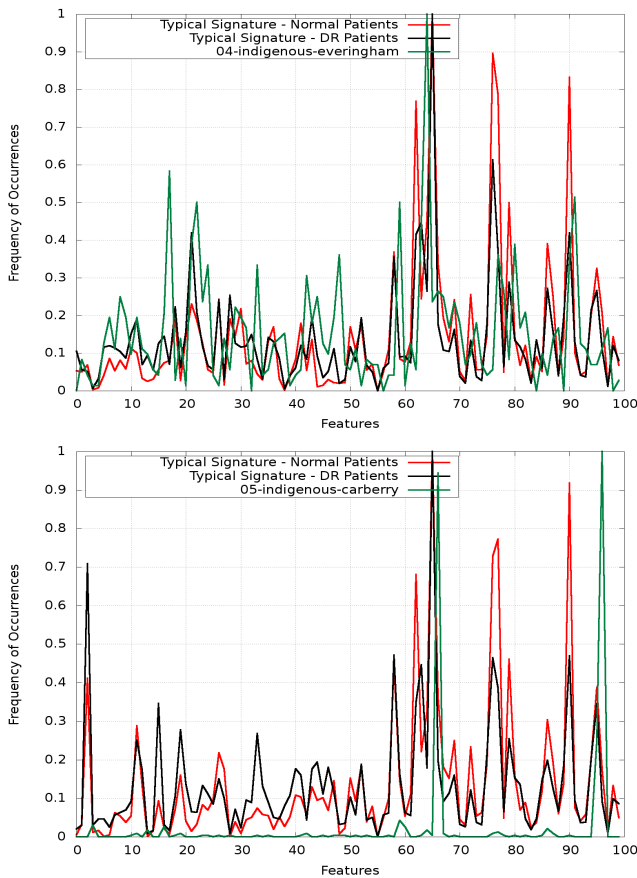 Typical Signature - Normal Patients
Typical Signature - DR Patients
04-indigenous-everingham
1
0.9
0.8
0.7
0.6
0.5
0.4
0.3
0.2
0.1
0
Frequency of Occurrences
0 10 20 30 40 50 60 70 80 90 100
Features
Typical Signature - Normal Patients
Typical Signature - DR Patients
05-indigenous-carberry
1
0.9
0.8
0.7
0.6
0.5
0.4
0.3
0.2
0.1
0
Frequency of Occurrences
0 10 20 30 40 50 60 70 80 90 100
Features